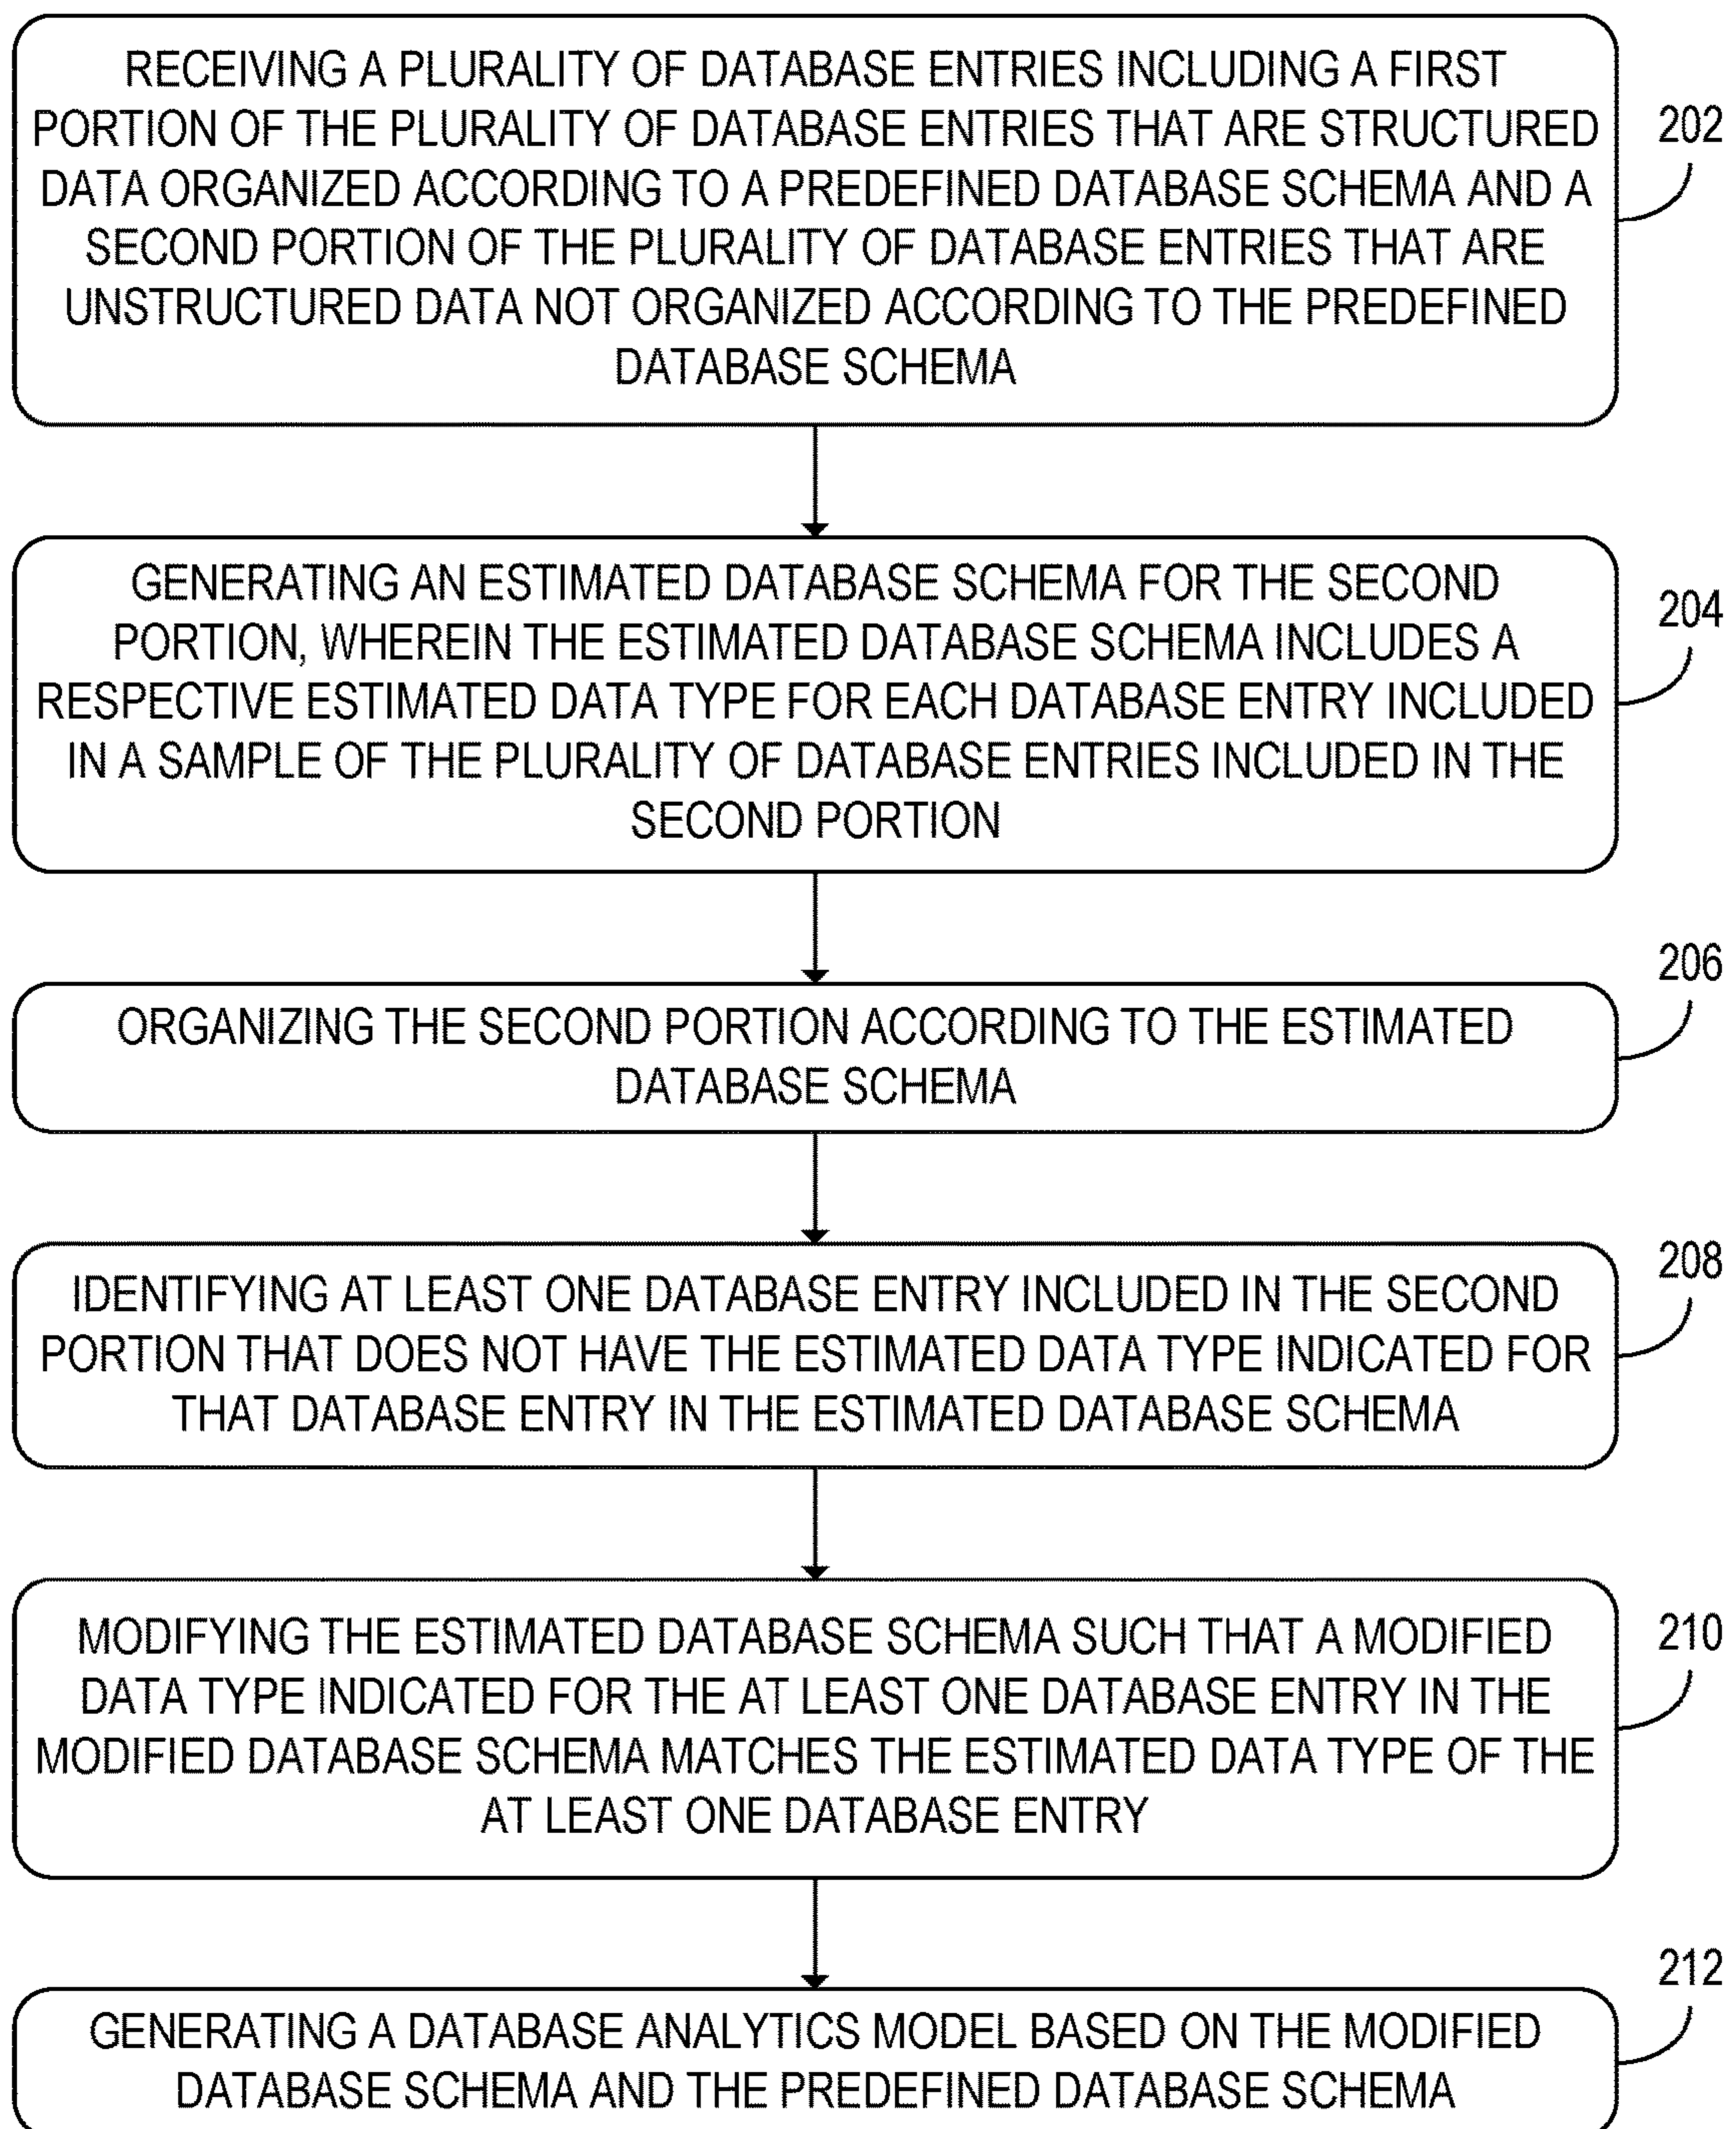 RECEIVING A PLURALITY OF DATABASE ENTRIES INCLUDING A FIRST
PORTION OF THE PLURALITY OF DATABASE ENTRIES THAT ARE STRUCTURED
DATA ORGANIZED ACCORDING TO A PREDEFINED DATABASE SCHEMA AND A
SECOND PORTION OF THE PLURALITY OF DATABASE ENTRIES THAT ARE
UNSTRUCTURED DATA NOT ORGANIZED ACCORDING TO THE PREDEFINED
DATABASE SCHEMA
202
GENERATING AN ESTIMATED DATABASE SCHEMA FOR THE SECOND
PORTION, WHEREIN THE ESTIMATED DATABASE SCHEMA INCLUDES A
RESPECTIVE ESTIMATED DATA TYPE FOR EACH DATABASE ENTRY INCLUDED
IN A SAMPLE OF THE PLURALITY OF DATABASE ENTRIES INCLUDED IN THE
SECOND PORTION
204
ORGANIZING THE SECOND PORTION ACCORDING TO THE ESTIMATED
DATABASE SCHEMA
206
IDENTIFYING AT LEAST ONE DATABASE ENTRY INCLUDED IN THE SECOND
PORTION THAT DOES NOT HAVE THE ESTIMATED DATA TYPE INDICATED FOR
THAT DATABASE ENTRY IN THE ESTIMATED DATABASE SCHEMA
208
MODIFYING THE ESTIMATED DATABASE SCHEMA SUCH THAT A MODIFIED
DATA TYPE INDICATED FOR THE AT LEAST ONE DATABASE ENTRY IN THE
MODIFIED DATABASE SCHEMA MATCHES THE ESTIMATED DATA TYPE OF THE
AT LEAST ONE DATABASE ENTRY
210
GENERATING A DATABASE ANALYTICS MODEL BASED ON THE MODIFIED
DATABASE SCHEMA AND THE PREDEFINED DATABASE SCHEMA
212